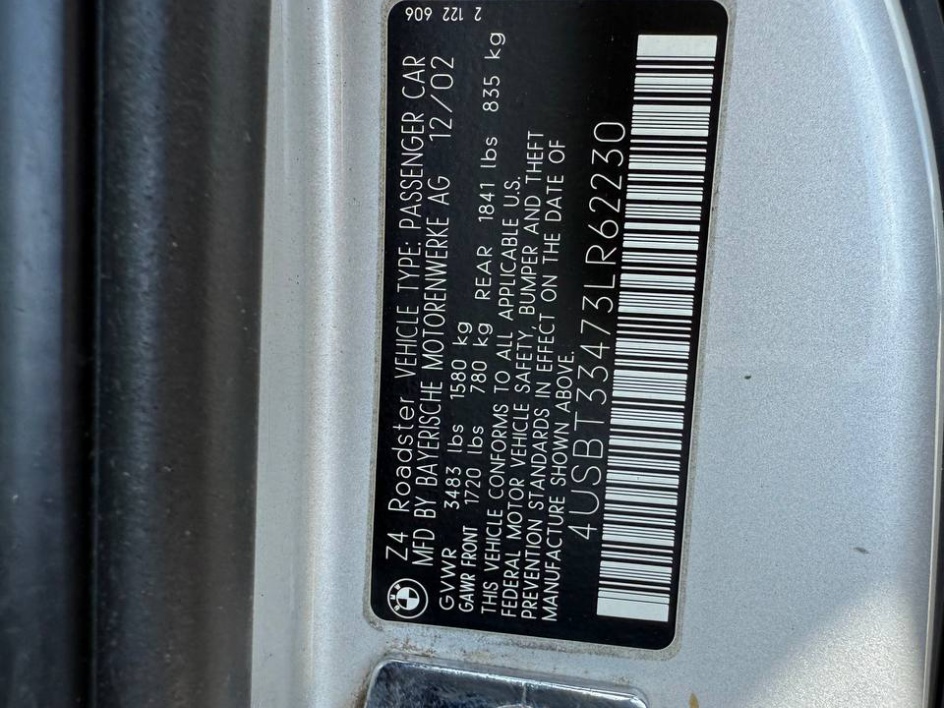 2 122 606
Z4 Roadster VEHICLE TYPE: PASSENGER CAR
MFD BY BAYERISCHE MOTORENWERKE AG 12/02
GVWR 3483 lbs 1580 kg
GAWR FRONT 1720 lbs 780 kg REAR 1841 lbs 835 kg
THIS VEHICLE CONFORMS TO ALL APPLICABLE U.S.
FEDERAL MOTOR VEHICLE SAFETY, BUMPER AND THEFT
PREVENTION STANDARDS IN EFFECT ON THE DATE OF
MANUFACTURE SHOWN ABOVE.
4USBT33473LR62230